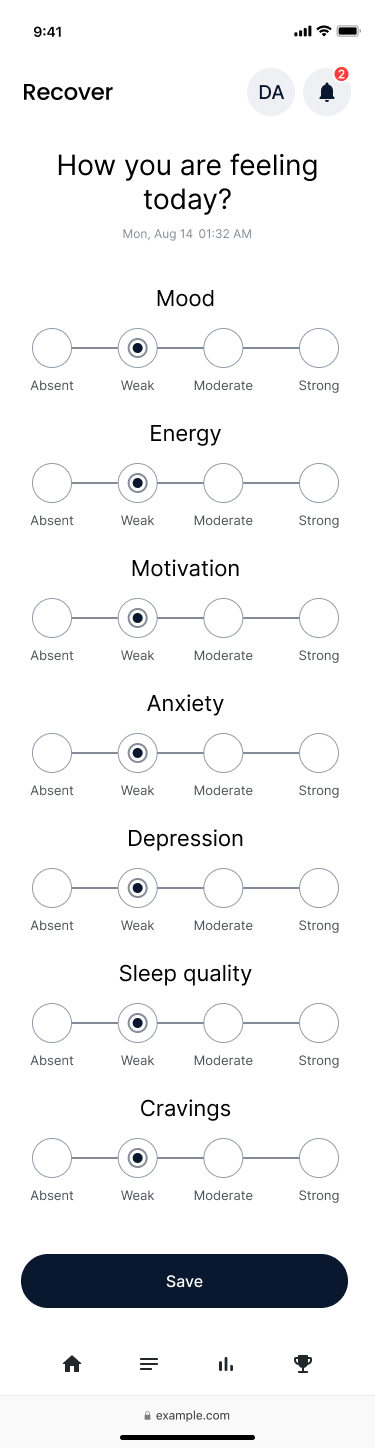 9:41
Recover
DA
2
How you are feeling
today?
Mon, Aug 14 01:32 AM
Mood
Absent Weak Moderate Strong
Energy
Absent Weak Moderate Strong
Motivation
Absent Weak Moderate Strong
Anxiety
Absent Weak Moderate Strong
Depression
Absent Weak Moderate Strong
Sleep quality
Absent Weak Moderate Strong
Cravings
Absent Weak Moderate Strong
Save
example.com